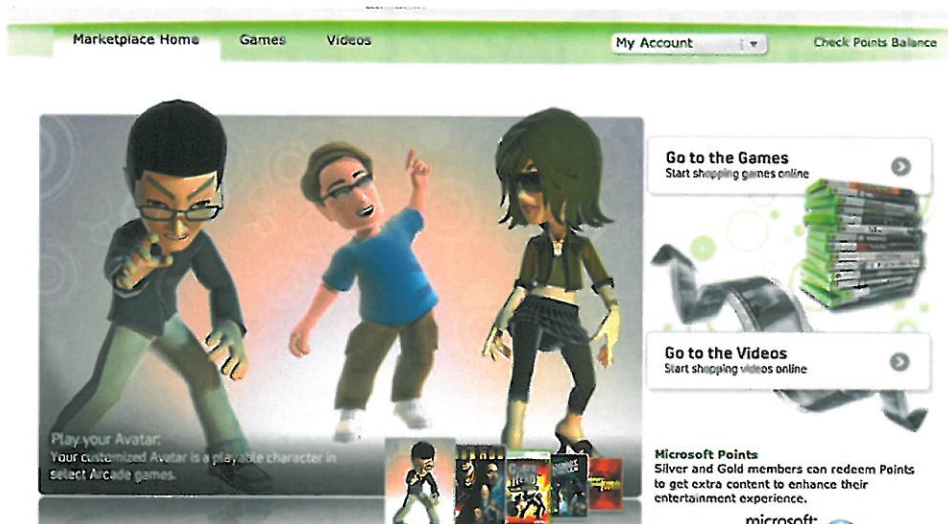 Marketplace Home
Games
Videos
My Account
Check Points Balance
Go to the Games
Start shopping games online
Go to the Videos
Start shopping videos online
Play your Avatar:
Your customized Avatar is a playable character in
select Arcade games.
Microsoft Points
Silver and Gold members can redeem Points
to get extra content to enhance their
entertainment experience.
microsoft: